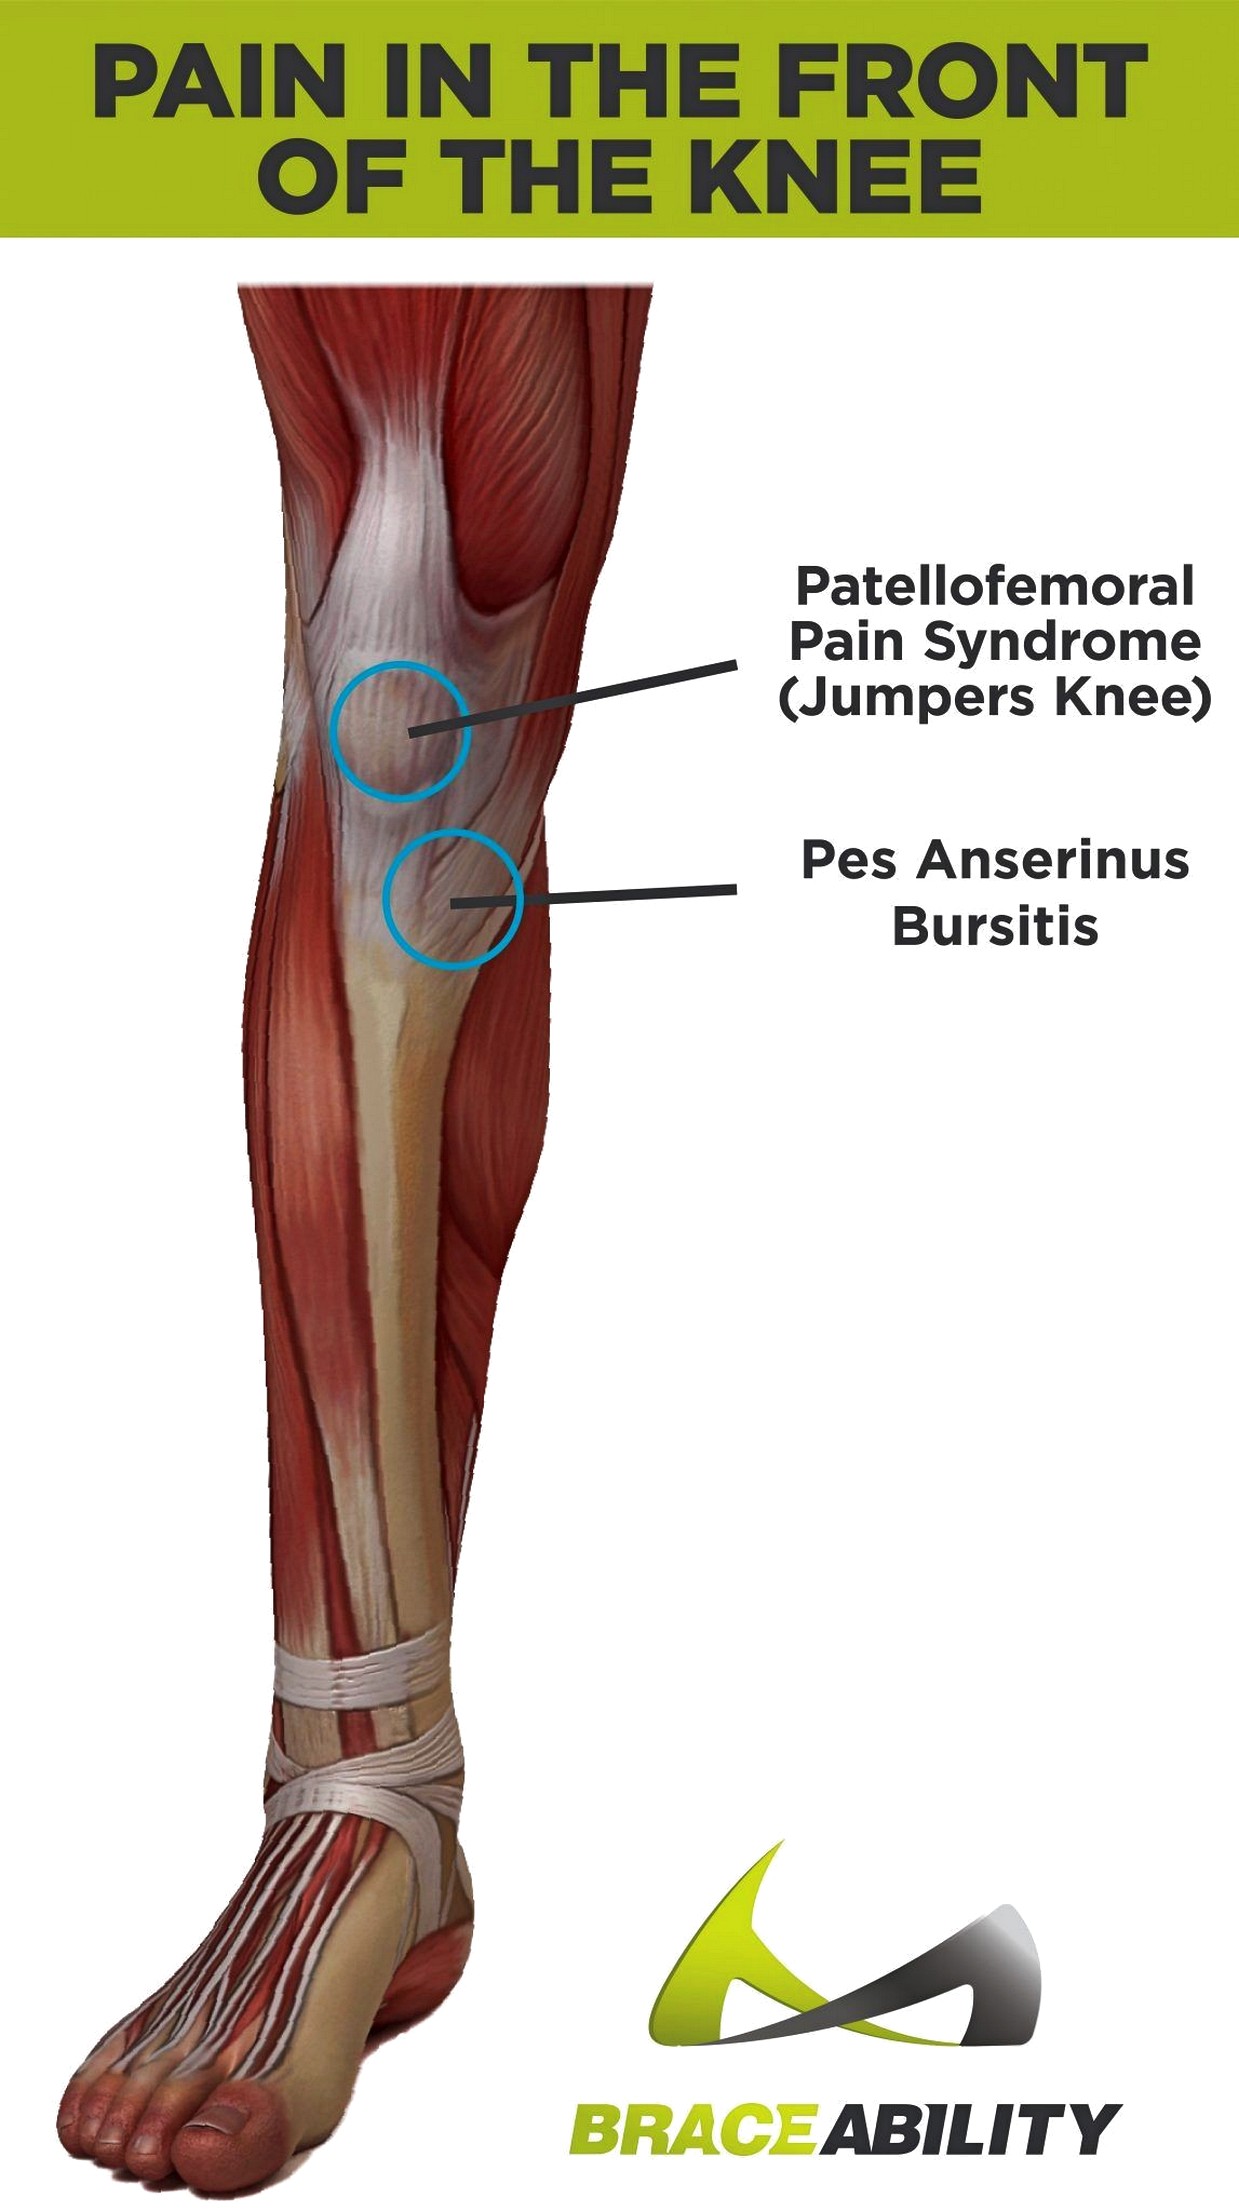 PAIN IN THE FRONT
OF THE KNEE
Patellofemoral
Pain Syndrome
(Jumpers Knee)
Pes Anserinus
Bursitis
BRACEABILITY